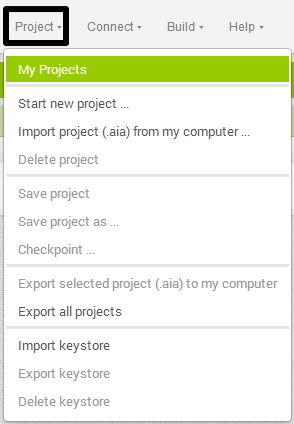 Project Connect Build Help
My Projects
Start new project ...
Import project (.aia) from my computer ...
Delete project
Save project
Save project as ...
Checkpoint ...
Export selected project (.aia) to my computer
Export all projects
Import keystore
Export keystore
Delete keystore